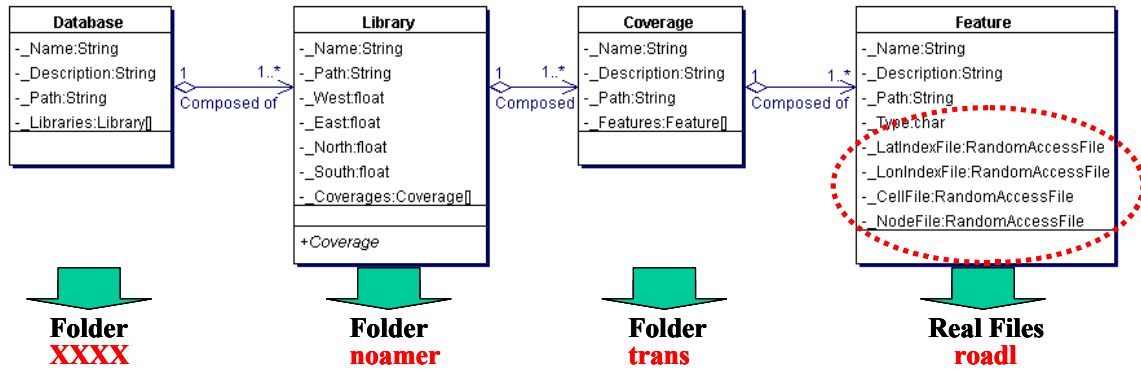 Database
-_Name:String
-_Description:String
-_Path:String
-_Libraries:Library[]
1
1..*
Composed of
Library
-_Name:String
-_Path:String
-_West:float
-_East:float
-_North:float
-_South:float
-_Coverages:Coverage[]
+Coverage
1
1..*
Composed
Coverage
-_Name:String
-_Description:String
-_Path:String
-_Features:Feature[]
1
1..*
Composed of
Feature
-_Name:String
-_Description:String
-_Path:String
-_Type:char
-_LatIndexFile:RandomAccessFile
-_LonIndexFile:RandomAccessFile
-_CellFile:RandomAccessFile
-_NodeFile:RandomAccessFile
Folder
XXXX
Folder
noamer
Folder
trans
Real Files
roadl